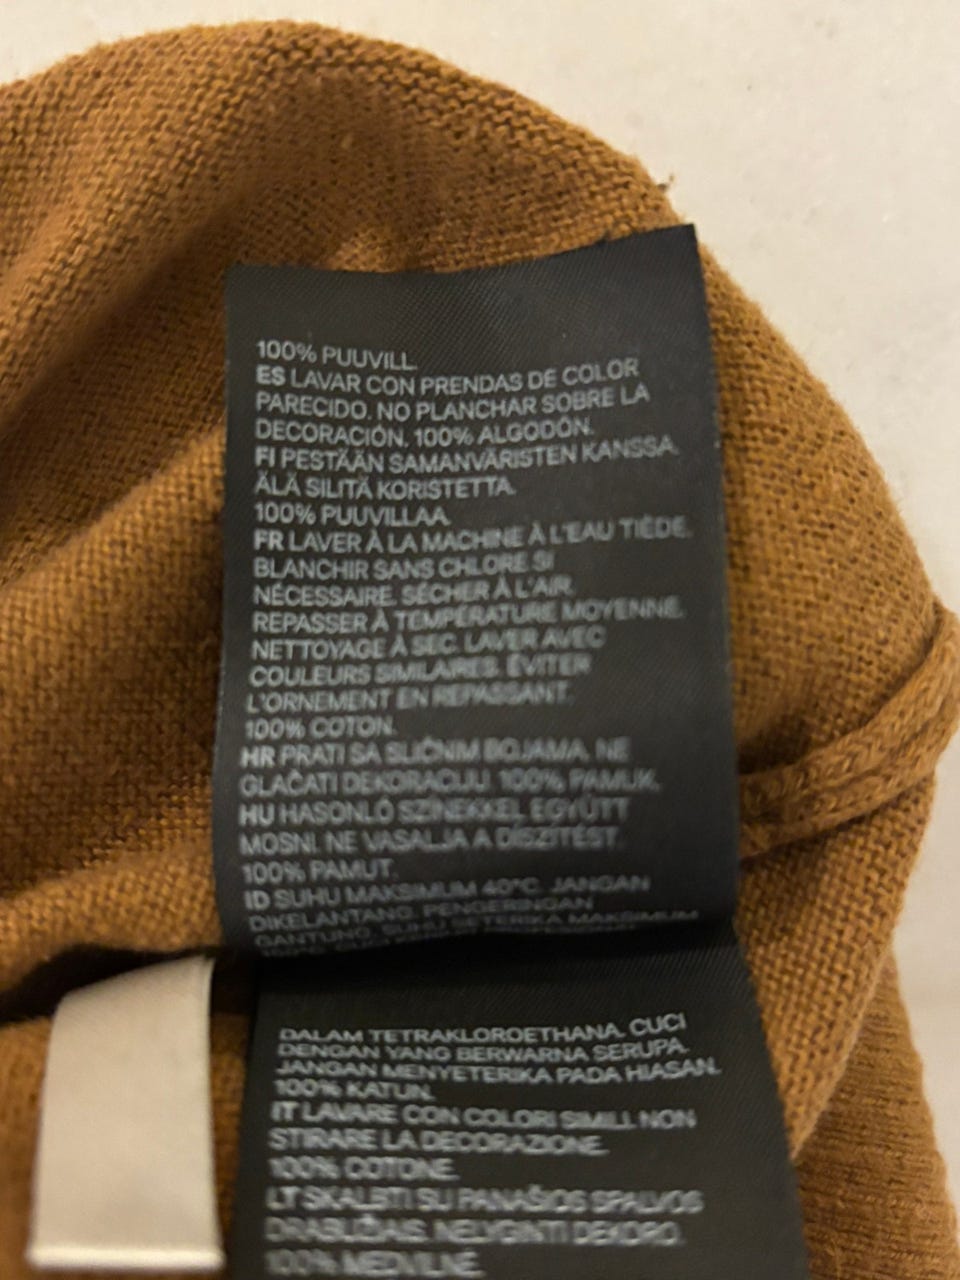 100% PUUVILL.
ES LAVAR CON PRENDAS DE COLOR
PARECIDO. NO PLANCHAR SOBRE LA
DECORACIÓN. 100% ALGODÓN.
FI PESTÄÄN SAMANVÄRISTEN KANSSA.
ÄLÄ SILITÄ KORISTETTA.
100% PUUVILLAA.
FR LAVER À LA MACHINE À L'EAU TIÈDE.
BLANCHIR SANS CHLORE SI
NÉCESSAIRE. SÉCHER À L'AIR.
REPASSER À TEMPÉRATURE MOYENNE.
NETTOYAGE À SEC. LAVER AVEC
COULEURS SIMILAIRES. ÉVITER
L'ORNEMENT EN REPASSANT.
100% COTON.
HR PRATI SA SLIČNIM BOJAMA. NE
GLAČATI DEKORACIJU. 100% PAMUK.
HU HASONLÓ SZÍNEKKEL EGYÜTT
MOSNI. NE VASALJA A DÍSZÍTÉST.
100% PAMUT.
ID SUHU MAKSIMUM 40°C. JANGAN
DIKELANTANG. PENGERINGAN
GANTUNG. SUHU SETERIKA MAKSIMUM
DALAM TETRAKLOROETHANA. CUCI
DENGAN YANG BERWARNA SERUPA.
JANGAN MENYETERIKA PADA HIASAN.
100% KATUN.
IT LAVARE CON COLORI SIMILI. NON
STIRARE LA DECORAZIONE.
100% COTONE.
LT SKALBTI SU PANAŠIOS SPALVOS
DRABUŽIAIS. NELYGINTI DEKORO.
100% MEDVILNĖ.